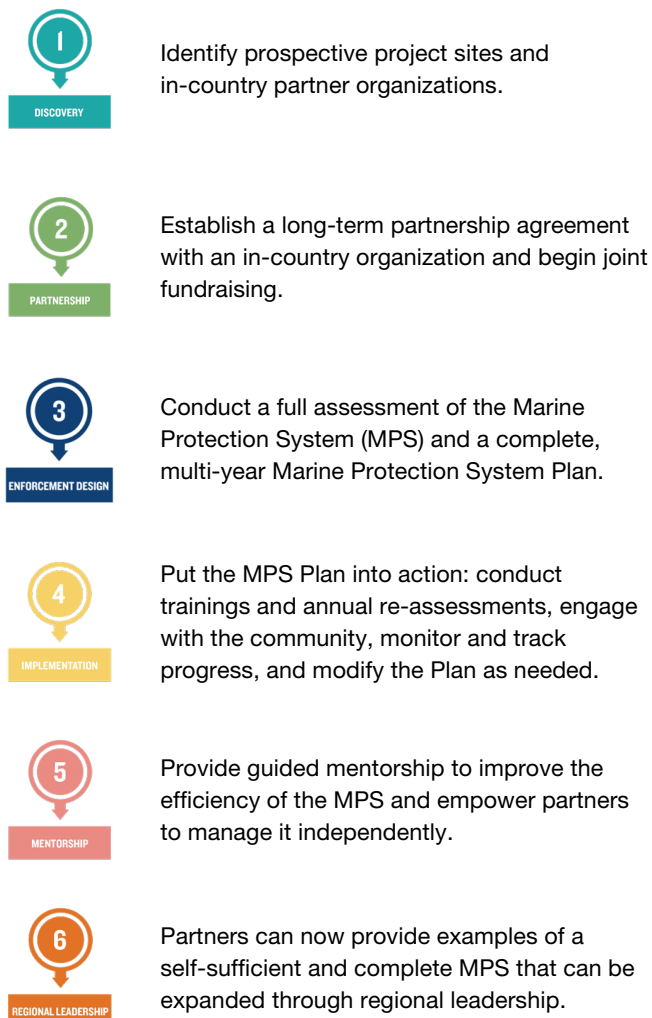 1
DISCOVERY
Identify prospective project sites and
in-country partner organizations.
2
PARTNERSHIP
Establish a long-term partnership agreement
with an in-country organization and begin joint
fundraising.
3
ENFORCEMENT DESIGN
Conduct a full assessment of the Marine
Protection System (MPS) and a complete,
multi-year Marine Protection System Plan.
4
IMPLEMENTATION
Put the MPS Plan into action: conduct
trainings and annual re-assessments, engage
with the community, monitor and track
progress, and modify the Plan as needed.
5
MENTORSHIP
Provide guided mentorship to improve the
efficiency of the MPS and empower partners
to manage it independently.
6
REGIONAL LEADERSHIP
Partners can now provide examples of a
self-sufficient and complete MPS that can be
expanded through regional leadership.